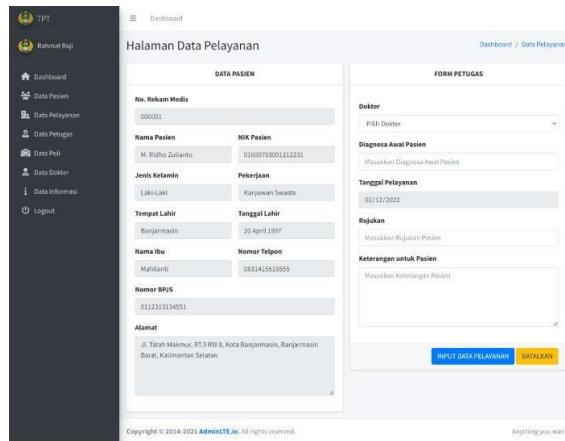 TPT
Dashboard
Rahmat Raji
Halaman Data Pelayanan
Dashboard / Data Pelayanan
Dashboard
Data Pasien
Data Pelayanan
Data Petugas
Data Poli
Data Dokter
Data Informasi
Logout
DATA PASIEN
No. Rekam Medis
000001
Nama Pasien
NIK Pasien
M. Ridho Zulianto
01600703001212231
Jenis Kelamin
Pekerjaan
Laki-Laki
Karyawan Swasta
Tempat Lahir
Tanggal Lahir
Banjarmasin
20 April 1997
Nama Ibu
Nomor Telpon
Mahlianti
0831415515555
Nomor BPJS
0112313134551
Alamat
Jl. Tatah Makmur, RT.3 RW 8, Kota Banjarmasin, Banjarmasin
Barat, Kalimantan Selatan
FORM PETUGAS
Dokter
Pilih Dokter
Diagnosa Awal Pasien
Masukkan Diagnosa Awal Pasien
Tanggal Pelayanan
02/12/2022
Rujukan
Masukkan Rujukan Pasien
Keterangan untuk Pasien
Masukkan Keterangan Pasien
INPUT DATA PELAYANAN
BATALKAN
Copyright © 2014-2021 AdminLTE.io. All rights reserved.
Anything you want